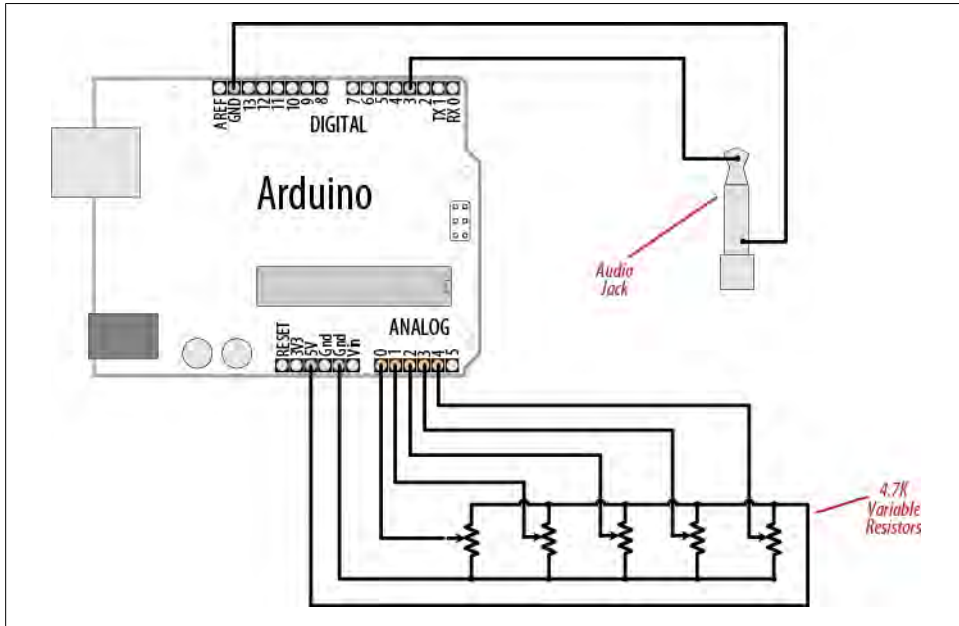 AREF
GND
13
12
11
10
9
8
7
6
5
4
3
2
TX 1
RX 0
DIGITAL
Arduino
Audio
Jack
ANALOG
RESET
3V3
5V
Gnd
Gnd
Vin
0
1
2
3
4
5
4.7K
Variable
Resistors